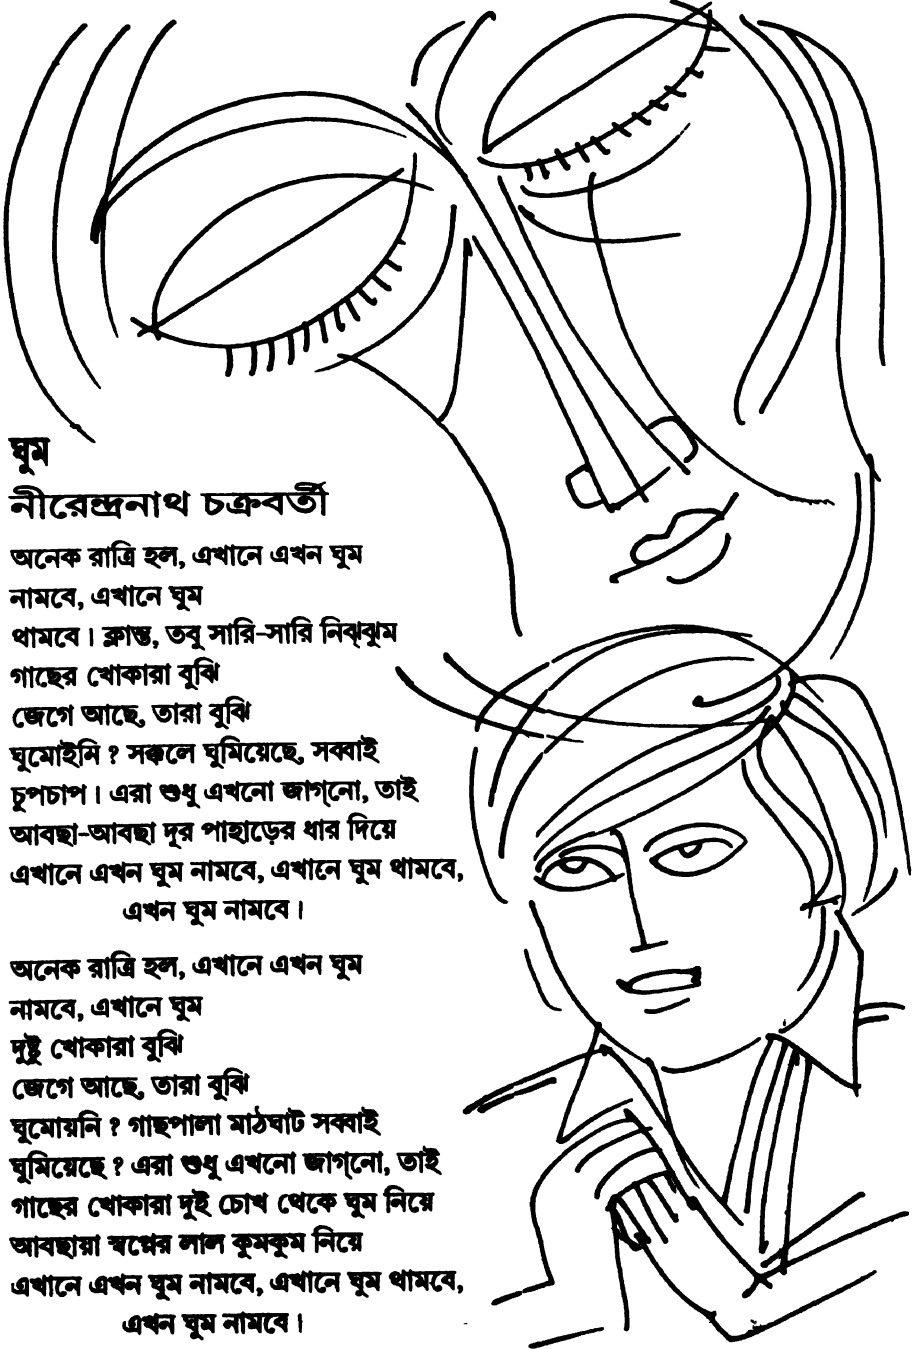 ঘুম
নীরেন্দ্রনাথ চক্রবর্তী
অনেক রাত্রি হল, এখানে এখন ঘুম
নামবে, এখানে ঘুম
থামবে। ক্লান্ত, তবু সারি-সারি নিঝ্ঝুম
গাছের খোকারা বুঝি
জেগে আছে, তারা বুঝি
ঘুমোইনি ? সক্কলে ঘুমিয়েছে, সব্বাই
চুপচাপ। এরা শুধু এখনো জাগ্‌নো, তাই
আবছা-আবছা দূর পাহাড়ের ধার দিয়ে
এখানে এখন ঘুম নামবে, এখানে ঘুম থামবে,
এখন ঘুম নামবে।
অনেক রাত্রি হল, এখানে এখন ঘুম
নামবে, এখানে ঘুম
দুষ্টু খোকারা বুঝি
জেগে আছে, তারা বুঝি
ঘুমোয়নি ? গাছপালা মাঠঘাট সব্বাই
ঘুমিয়েছে ? এরা শুধু এখনো জাগ্‌নো, তাই
গাছের খোকারা দুই চোখ থেকে ঘুম নিয়ে
আবছায়া স্বপ্নের লাল কুমকুম নিয়ে
এখানে এখন ঘুম নামবে, এখানে ঘুম থামবে,
এখন ঘুম নামবে।